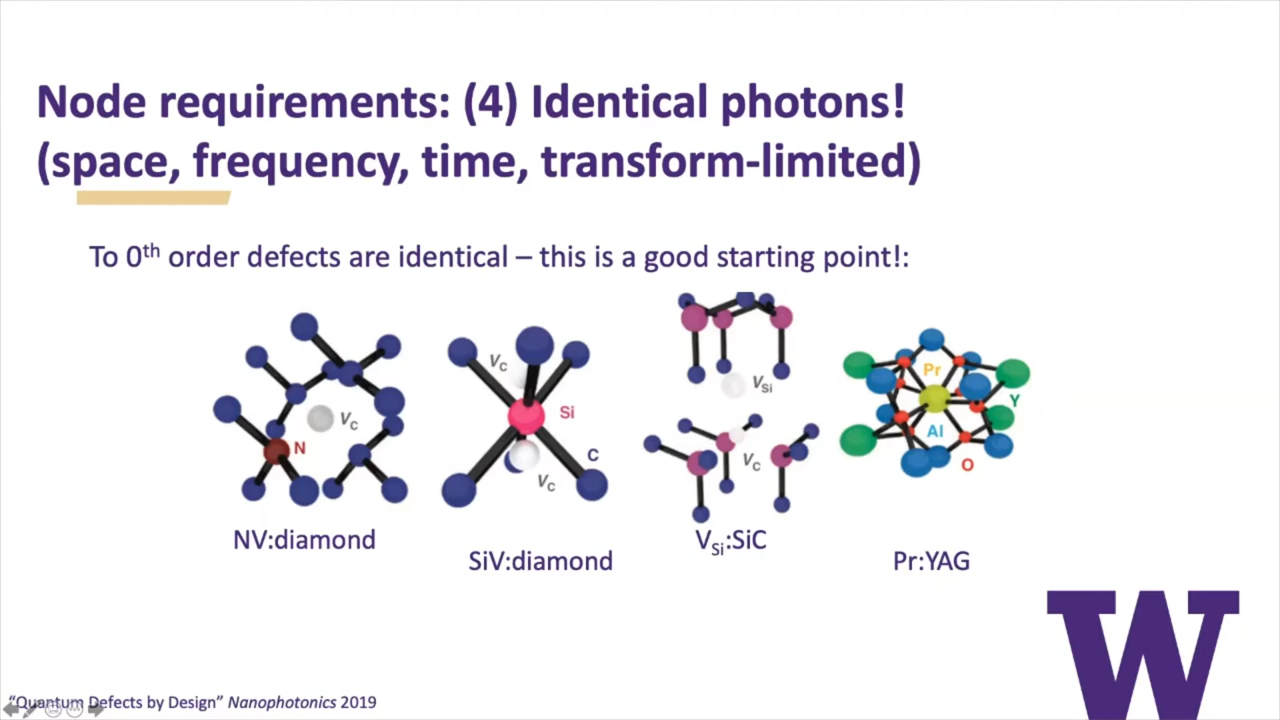 Node requirements: (4) Identical photons!
(space, frequency, time, transform-limited)
To 0th order defects are identical – this is a good starting point!:
Vc
N
Vc
Si
C
Vc
VSi
Vc
Pr
Y
Al
O
NV:diamond
SiV:diamond
VSi:SiC
Pr:YAG
W
"Quantum Defects by Design" Nanophotonics 2019